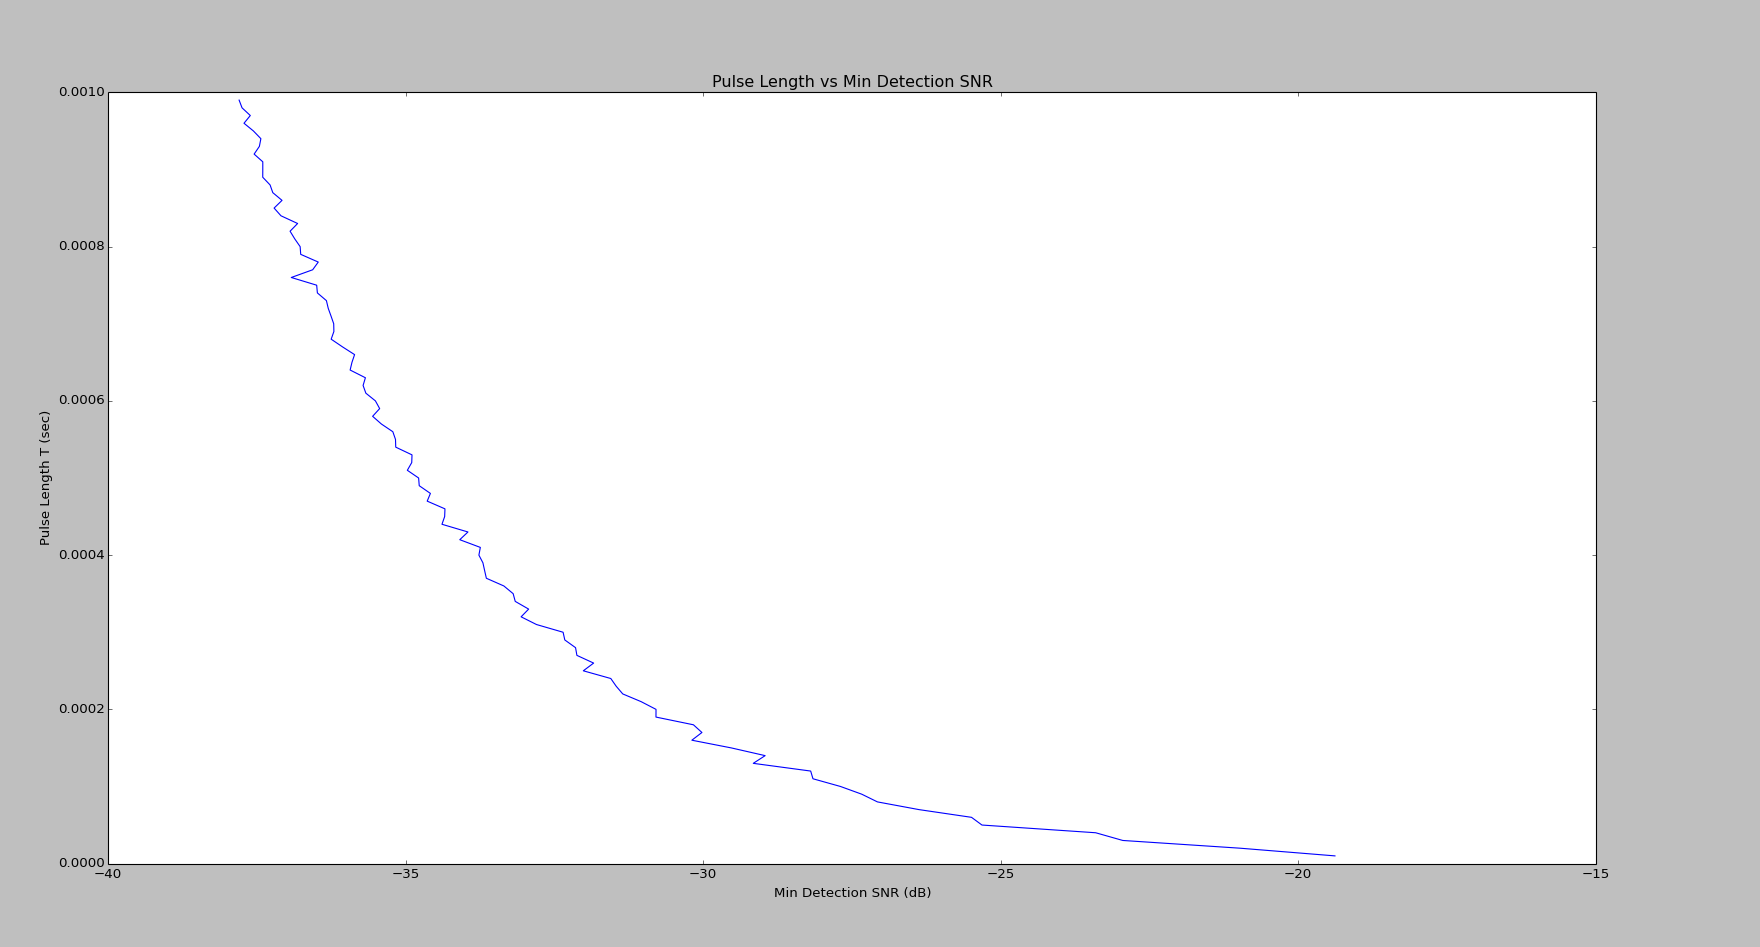 Pulse Length vs Min Detection SNR
0.0010
0.0008
0.0006
0.0004
0.0002
0.0000
Pulse Length T (sec)
−40 −35 −30 −25 −20 −15
Min Detection SNR (dB)